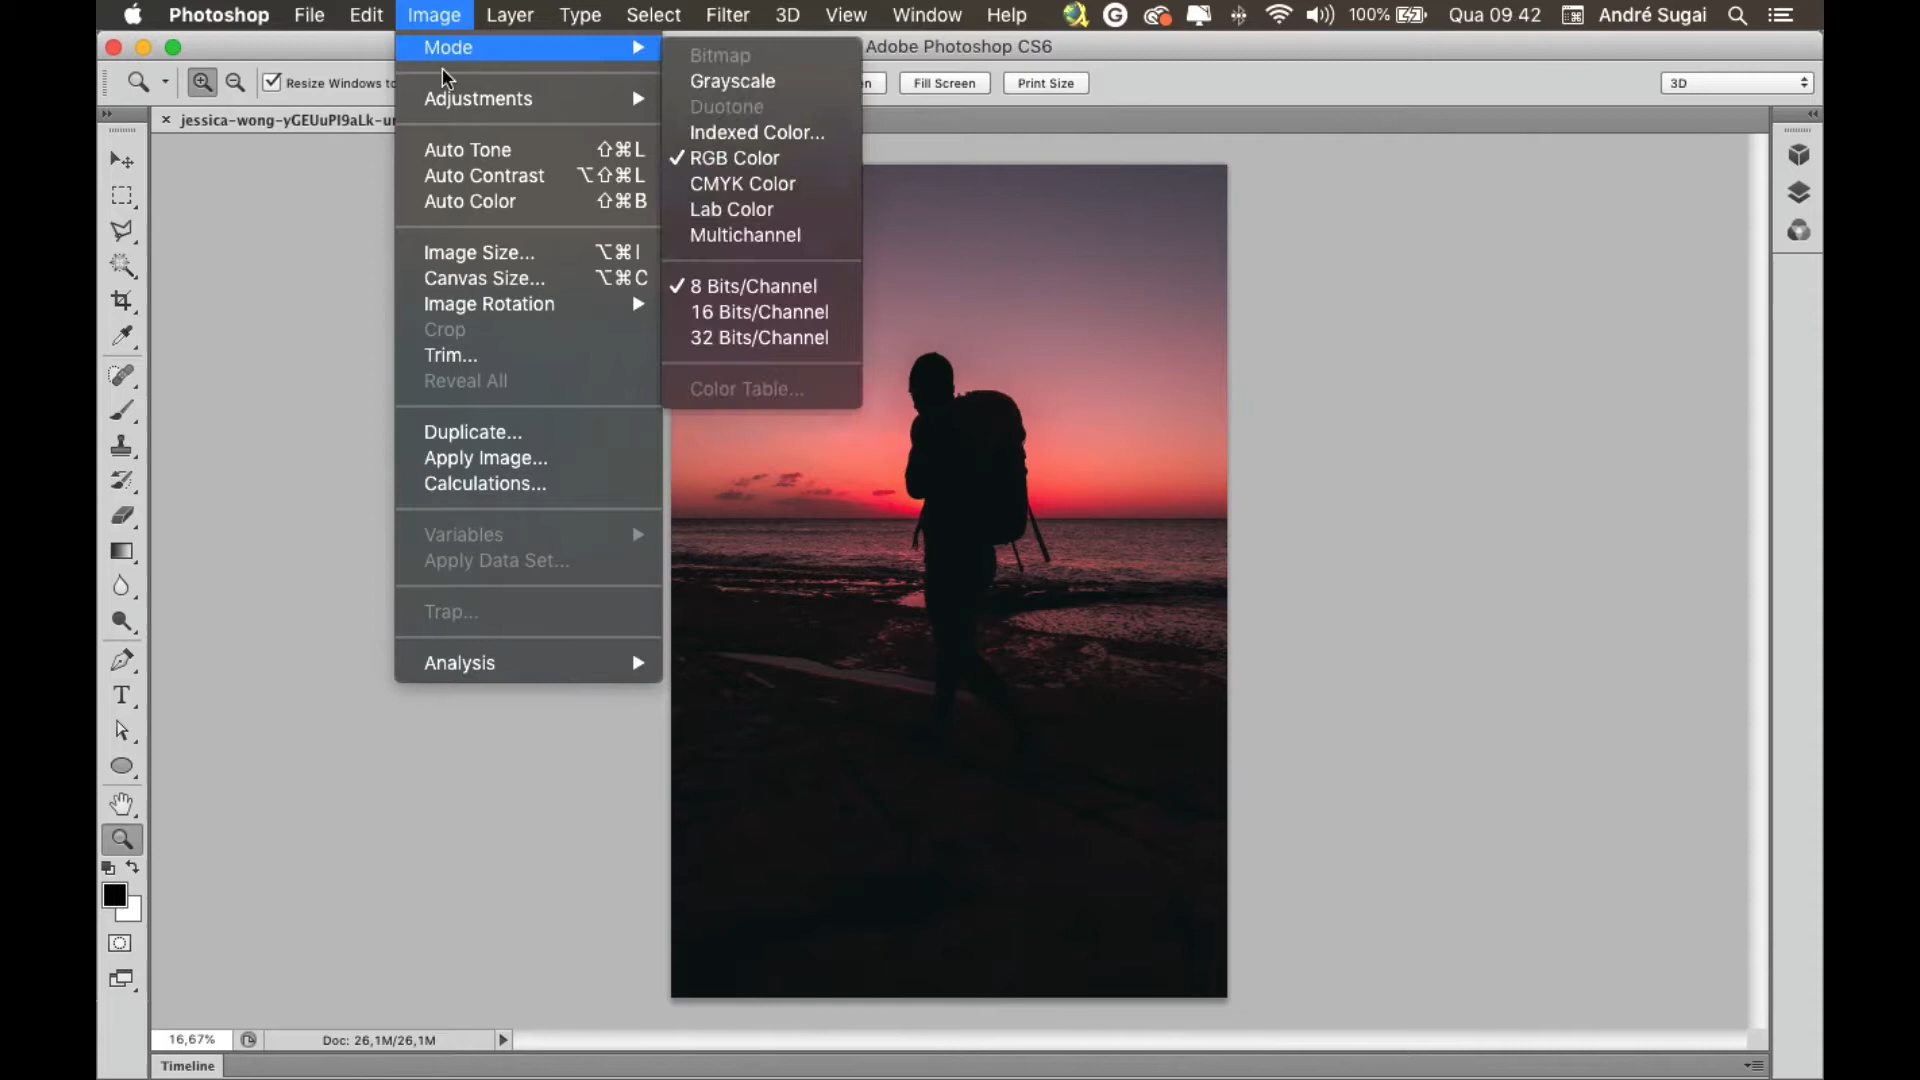 Photoshop File Edit Image Layer Type Select Filter 3D View Window Help 100% Qua 09 42 André Sugai
Adobe Photoshop CS6
Resize Windows to
Fill Screen
Print Size
3D
jessica-wong-yGEUuPI9aLk-u
Mode
Adjustments
Auto Tone ⇧⌘L
Auto Contrast ⌥⇧⌘L
Auto Color ⇧⌘B
Image Size... ⌥⌘I
Canvas Size... ⌥⌘C
Image Rotation
Crop
Trim...
Reveal All
Duplicate...
Apply Image...
Calculations...
Variables
Apply Data Set...
Trap...
Analysis
Bitmap
Grayscale
Duotone
Indexed Color...
✓ RGB Color
CMYK Color
Lab Color
Multichannel
✓ 8 Bits/Channel
16 Bits/Channel
32 Bits/Channel
Color Table...
16,67%
Doc: 26,1M/26,1M
Timeline